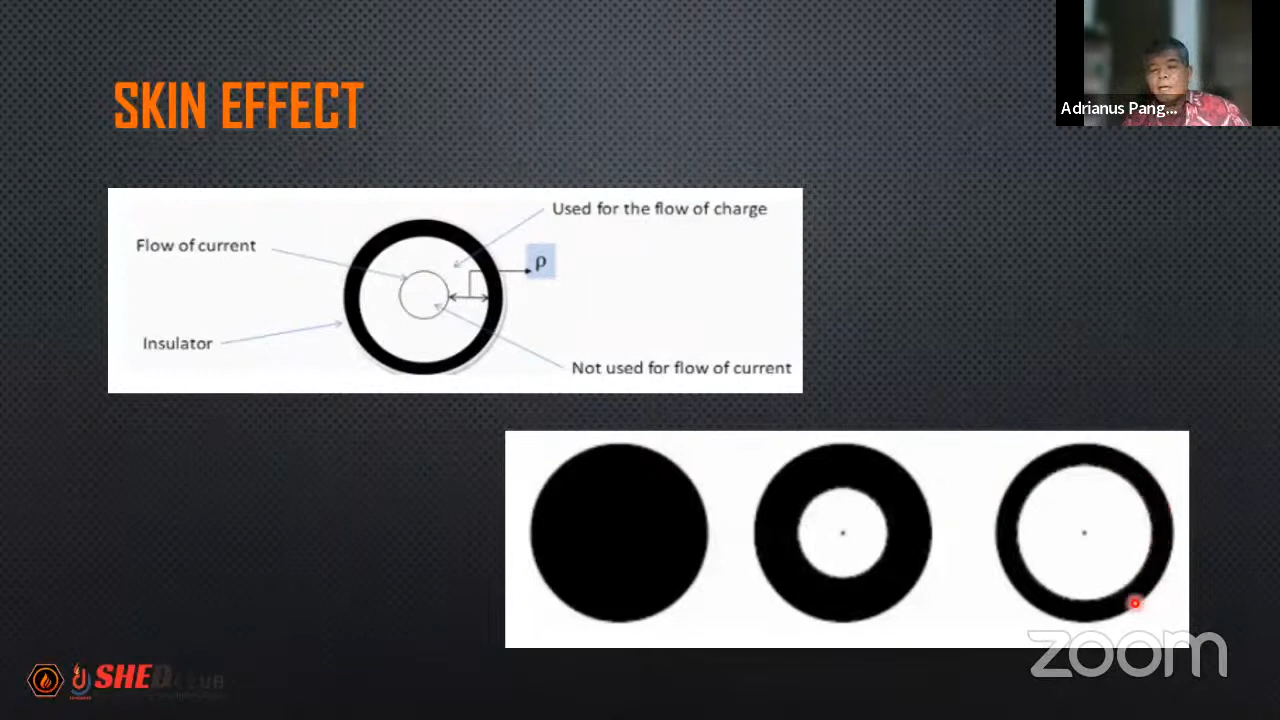 SKIN EFFECT
Adrianus Pang...
Used for the flow of charge
Flow of current
ρ
Insulator
Not used for flow of current
zoom
SHE
CLUB